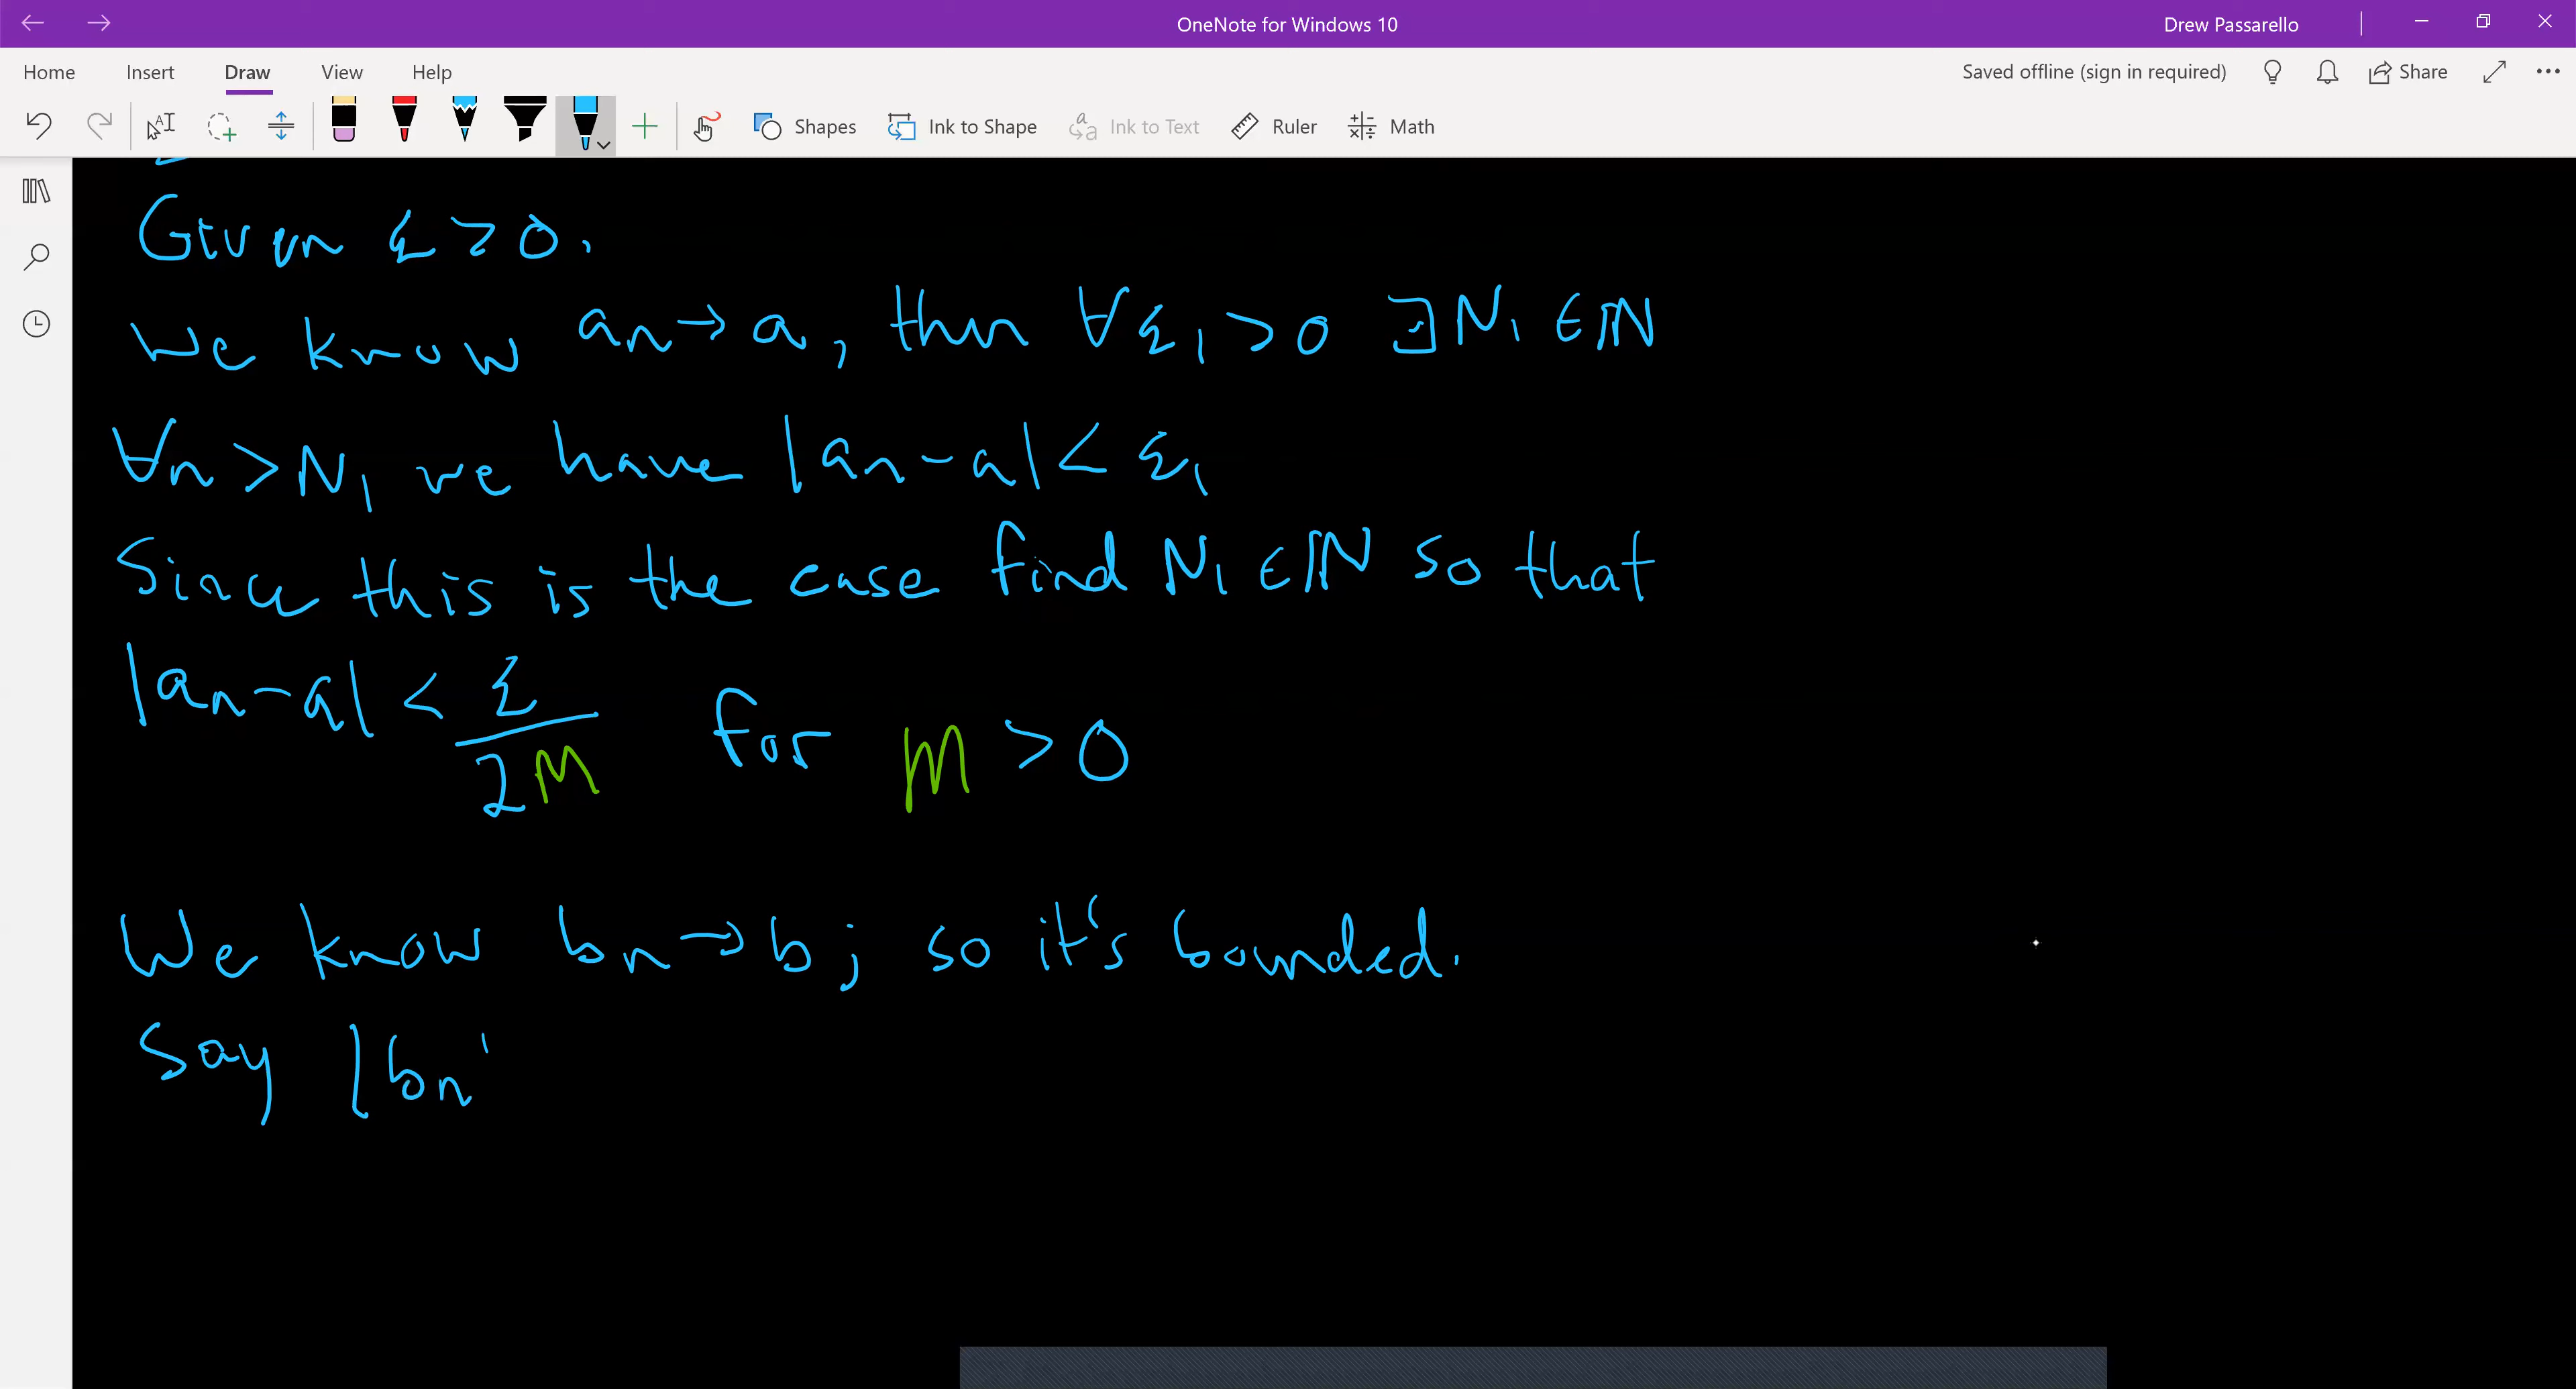 OneNote for Windows 10
Drew Passarello
Home Insert Draw View Help
Saved offline (sign in required)
Share
Shapes
Ink to Shape
Ink to Text
Ruler
Math
Given ε > 0.
We know an → a, then ∀ε₁ > 0 ∃N₁ ∈ ℕ
∀n > N₁ we have |an - a| < ε₁
Since this is the case find N₁ ∈ ℕ so that
|an - a| < ε/2M for M > 0
We know bn → b; so it's bounded.
Say |bn